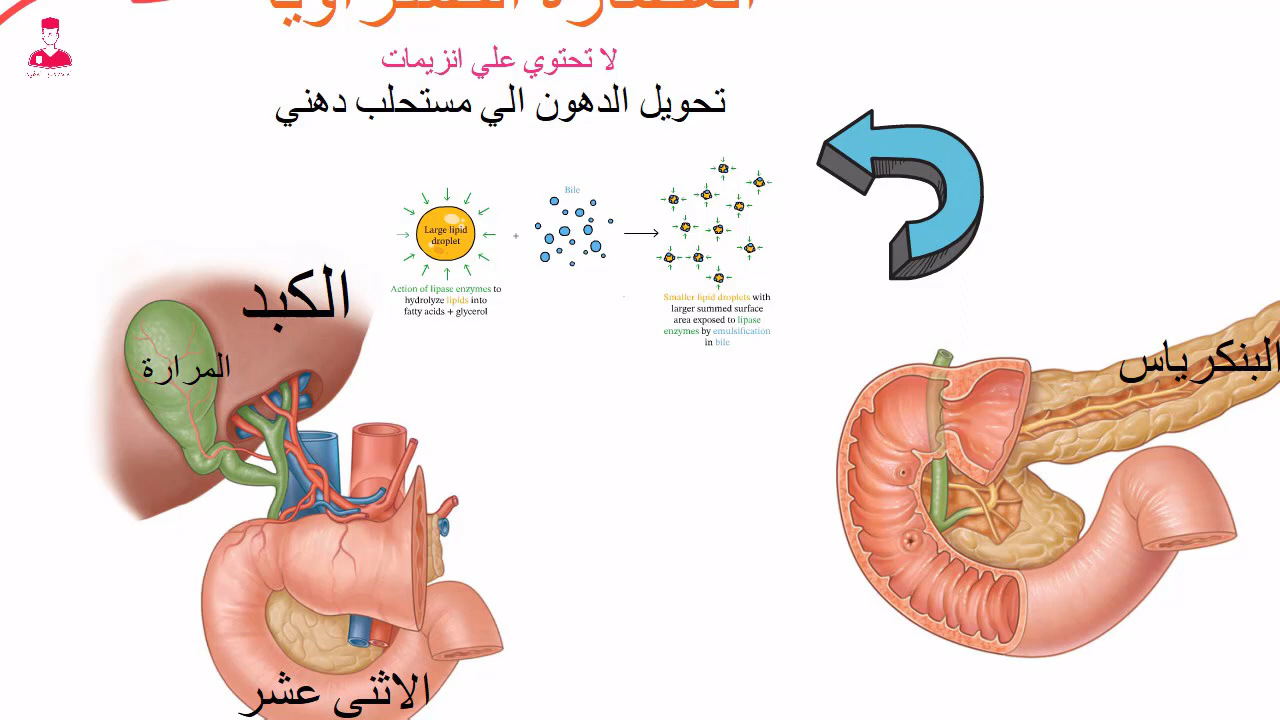 العصارة الصفراوية
لا تحتوي علي انزيمات
تحويل الدهون الي مستحلب دهني
Large lipid
droplet
+
Bile
Action of lipase enzymes to
hydrolyze lipids into
fatty acids + glycerol
Smaller lipid droplets with
larger summed surface
area exposed to lipase
enzymes by emulsification
in bile
الكبد
المرارة
البنكرياس
الاثنى عشر